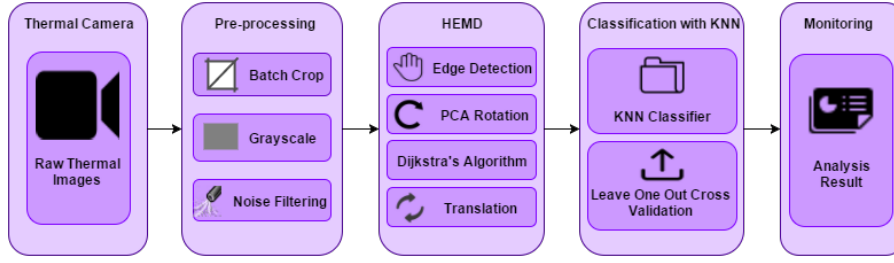 Thermal Camera
Raw Thermal
Images
Pre-processing
Batch Crop
Grayscale
Noise Filtering
HEMD
Edge Detection
PCA Rotation
Dijkstra's Algorithm
Translation
Classification with KNN
KNN Classifier
Leave One Out Cross
Validation
Monitoring
Analysis
Result